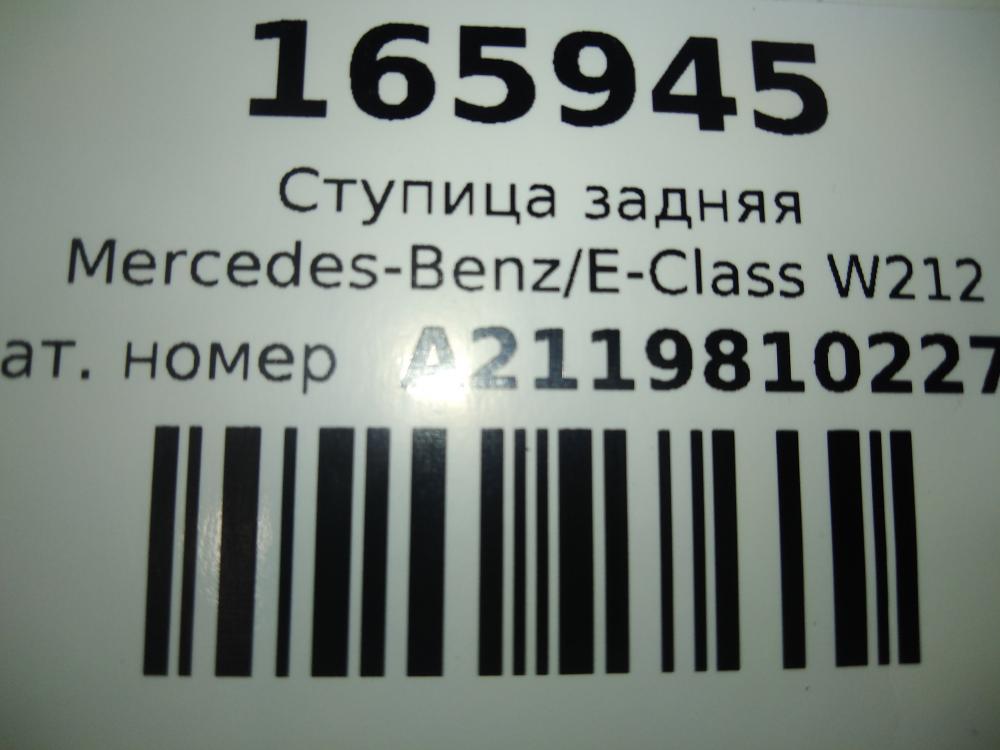 165945
Ступица задняя
Mercedes-Benz/E-Class W212
ат. номер A2119810227